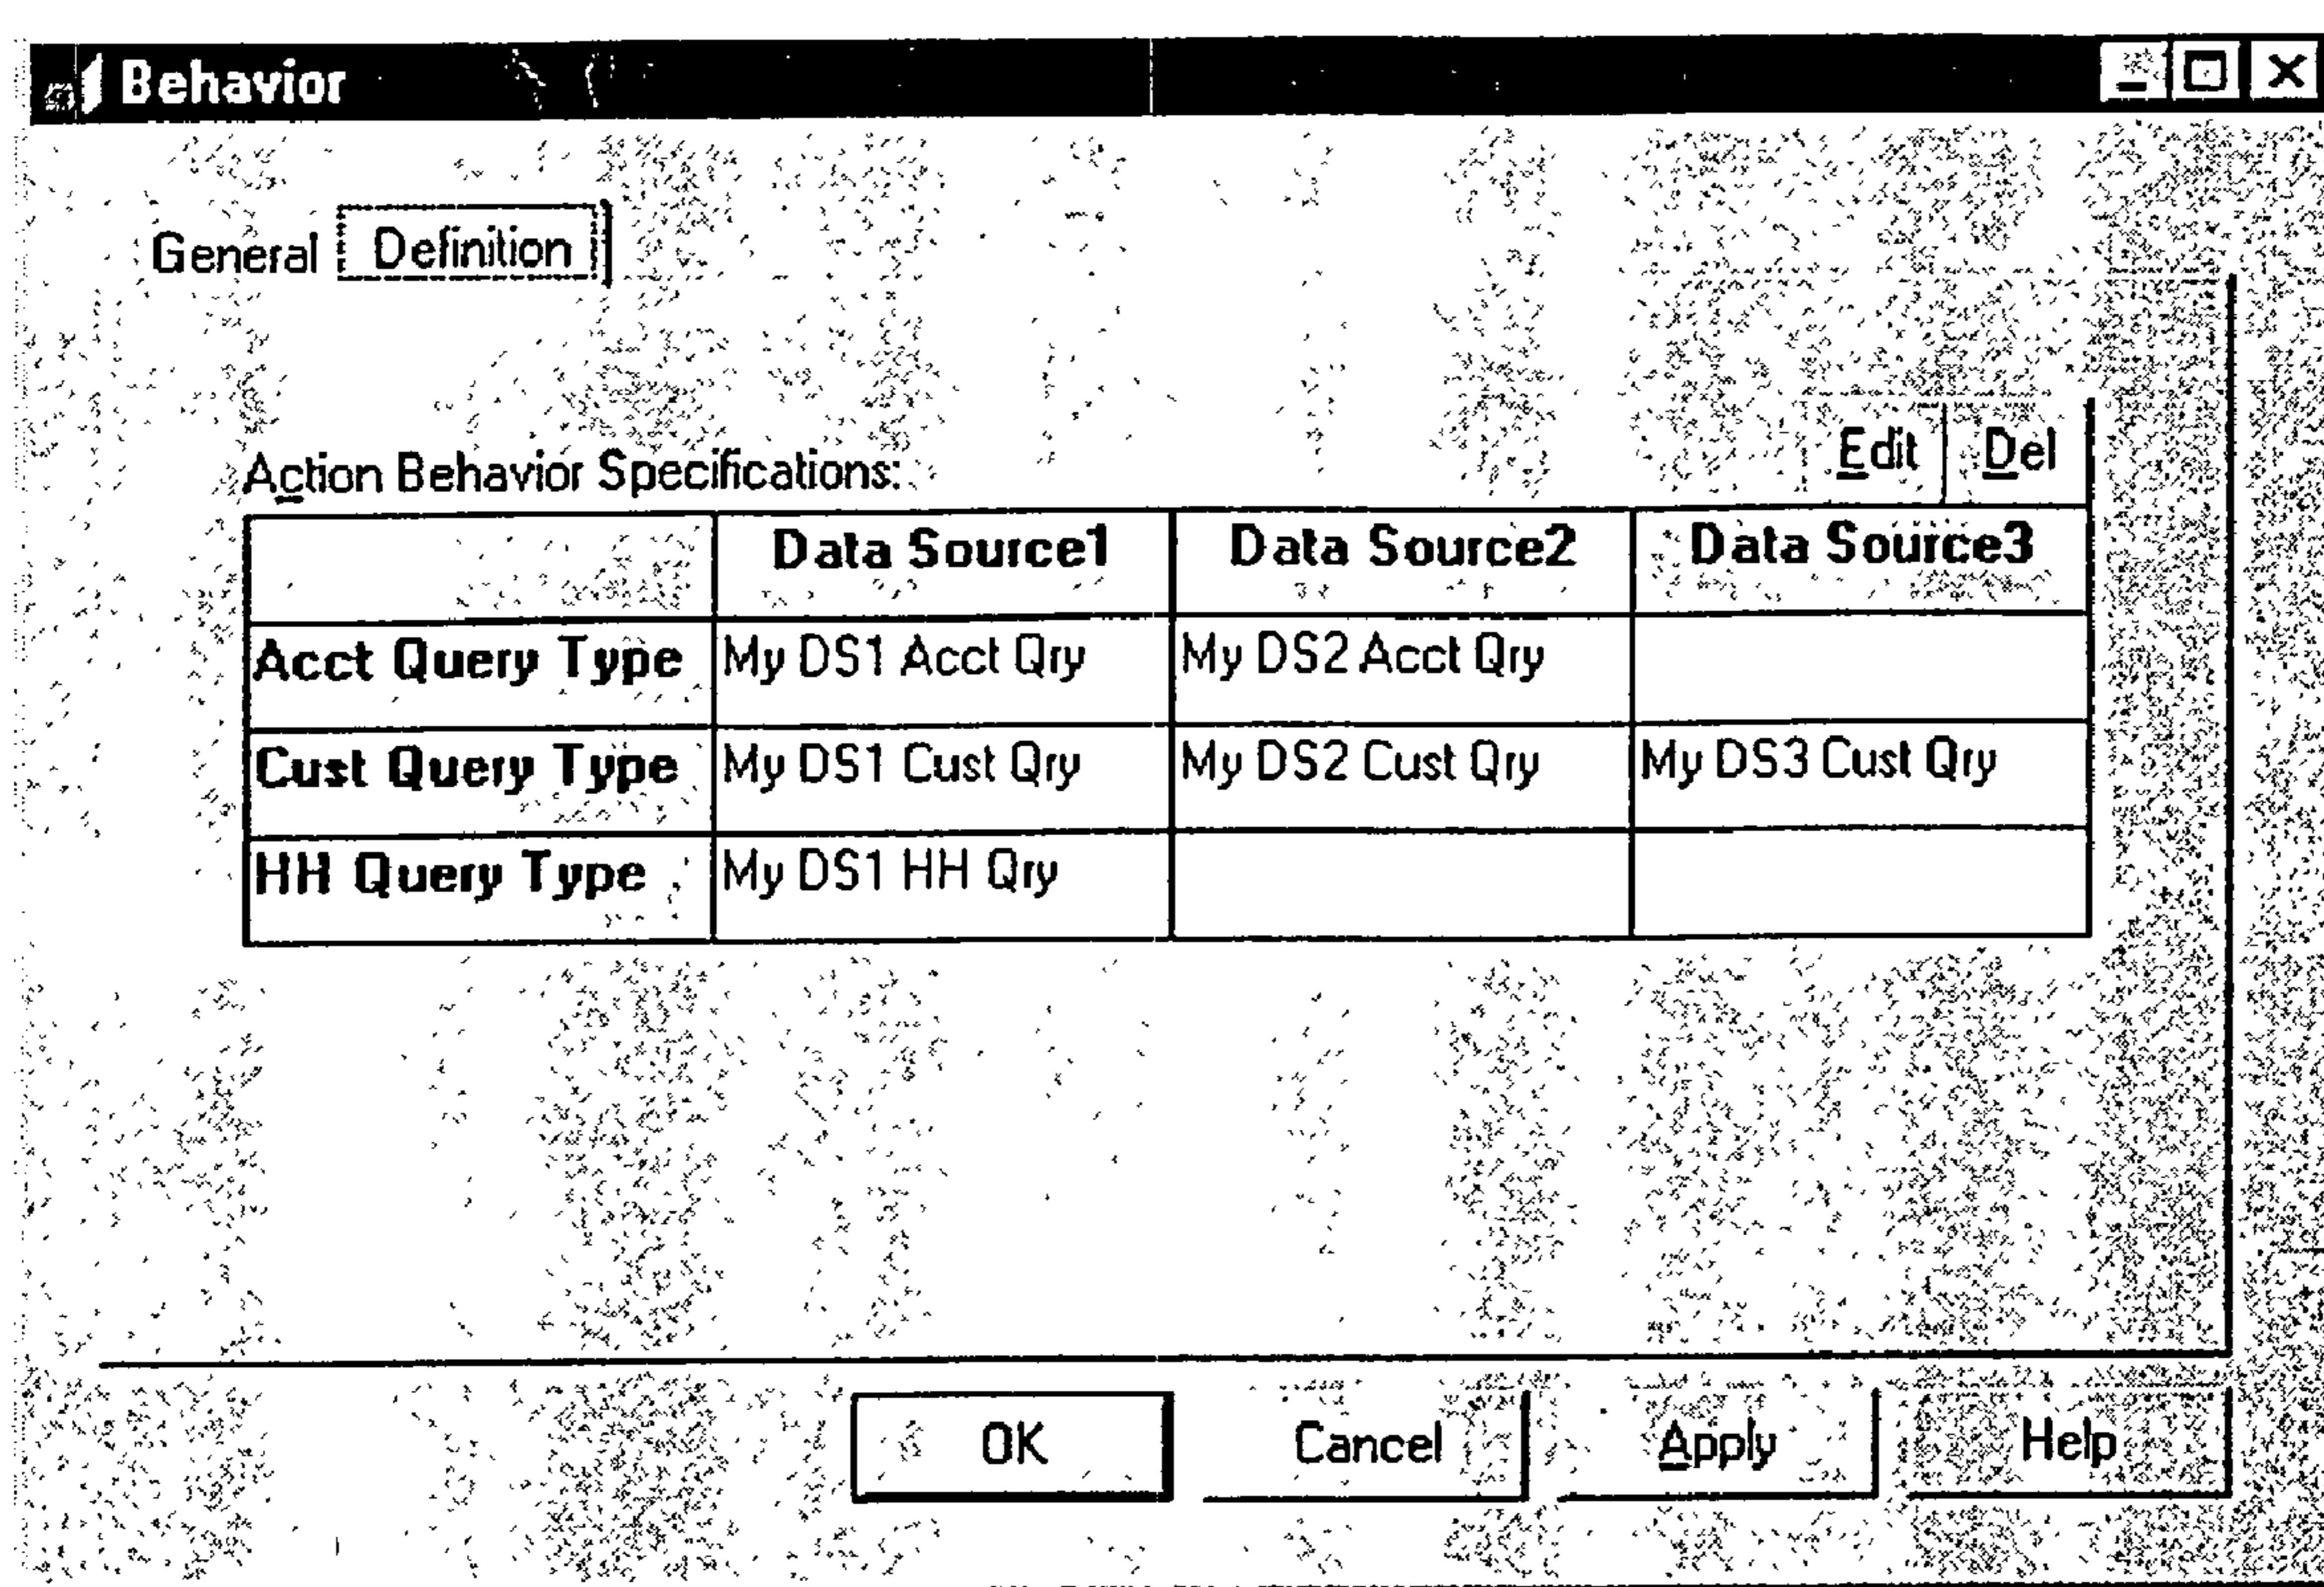 Behavior
General Definition
Edit Del
Action Behavior Specifications:
Data Source1 Data Source2 Data Source3
Acct Query Type My DS1 Acct Qry My DS2 Acct Qry
Cust Query Type My DS1 Cust Qry My DS2 Cust Qry My DS3 Cust Qry
HH Query Type My DS1 HH Qry
OK Cancel Apply Help